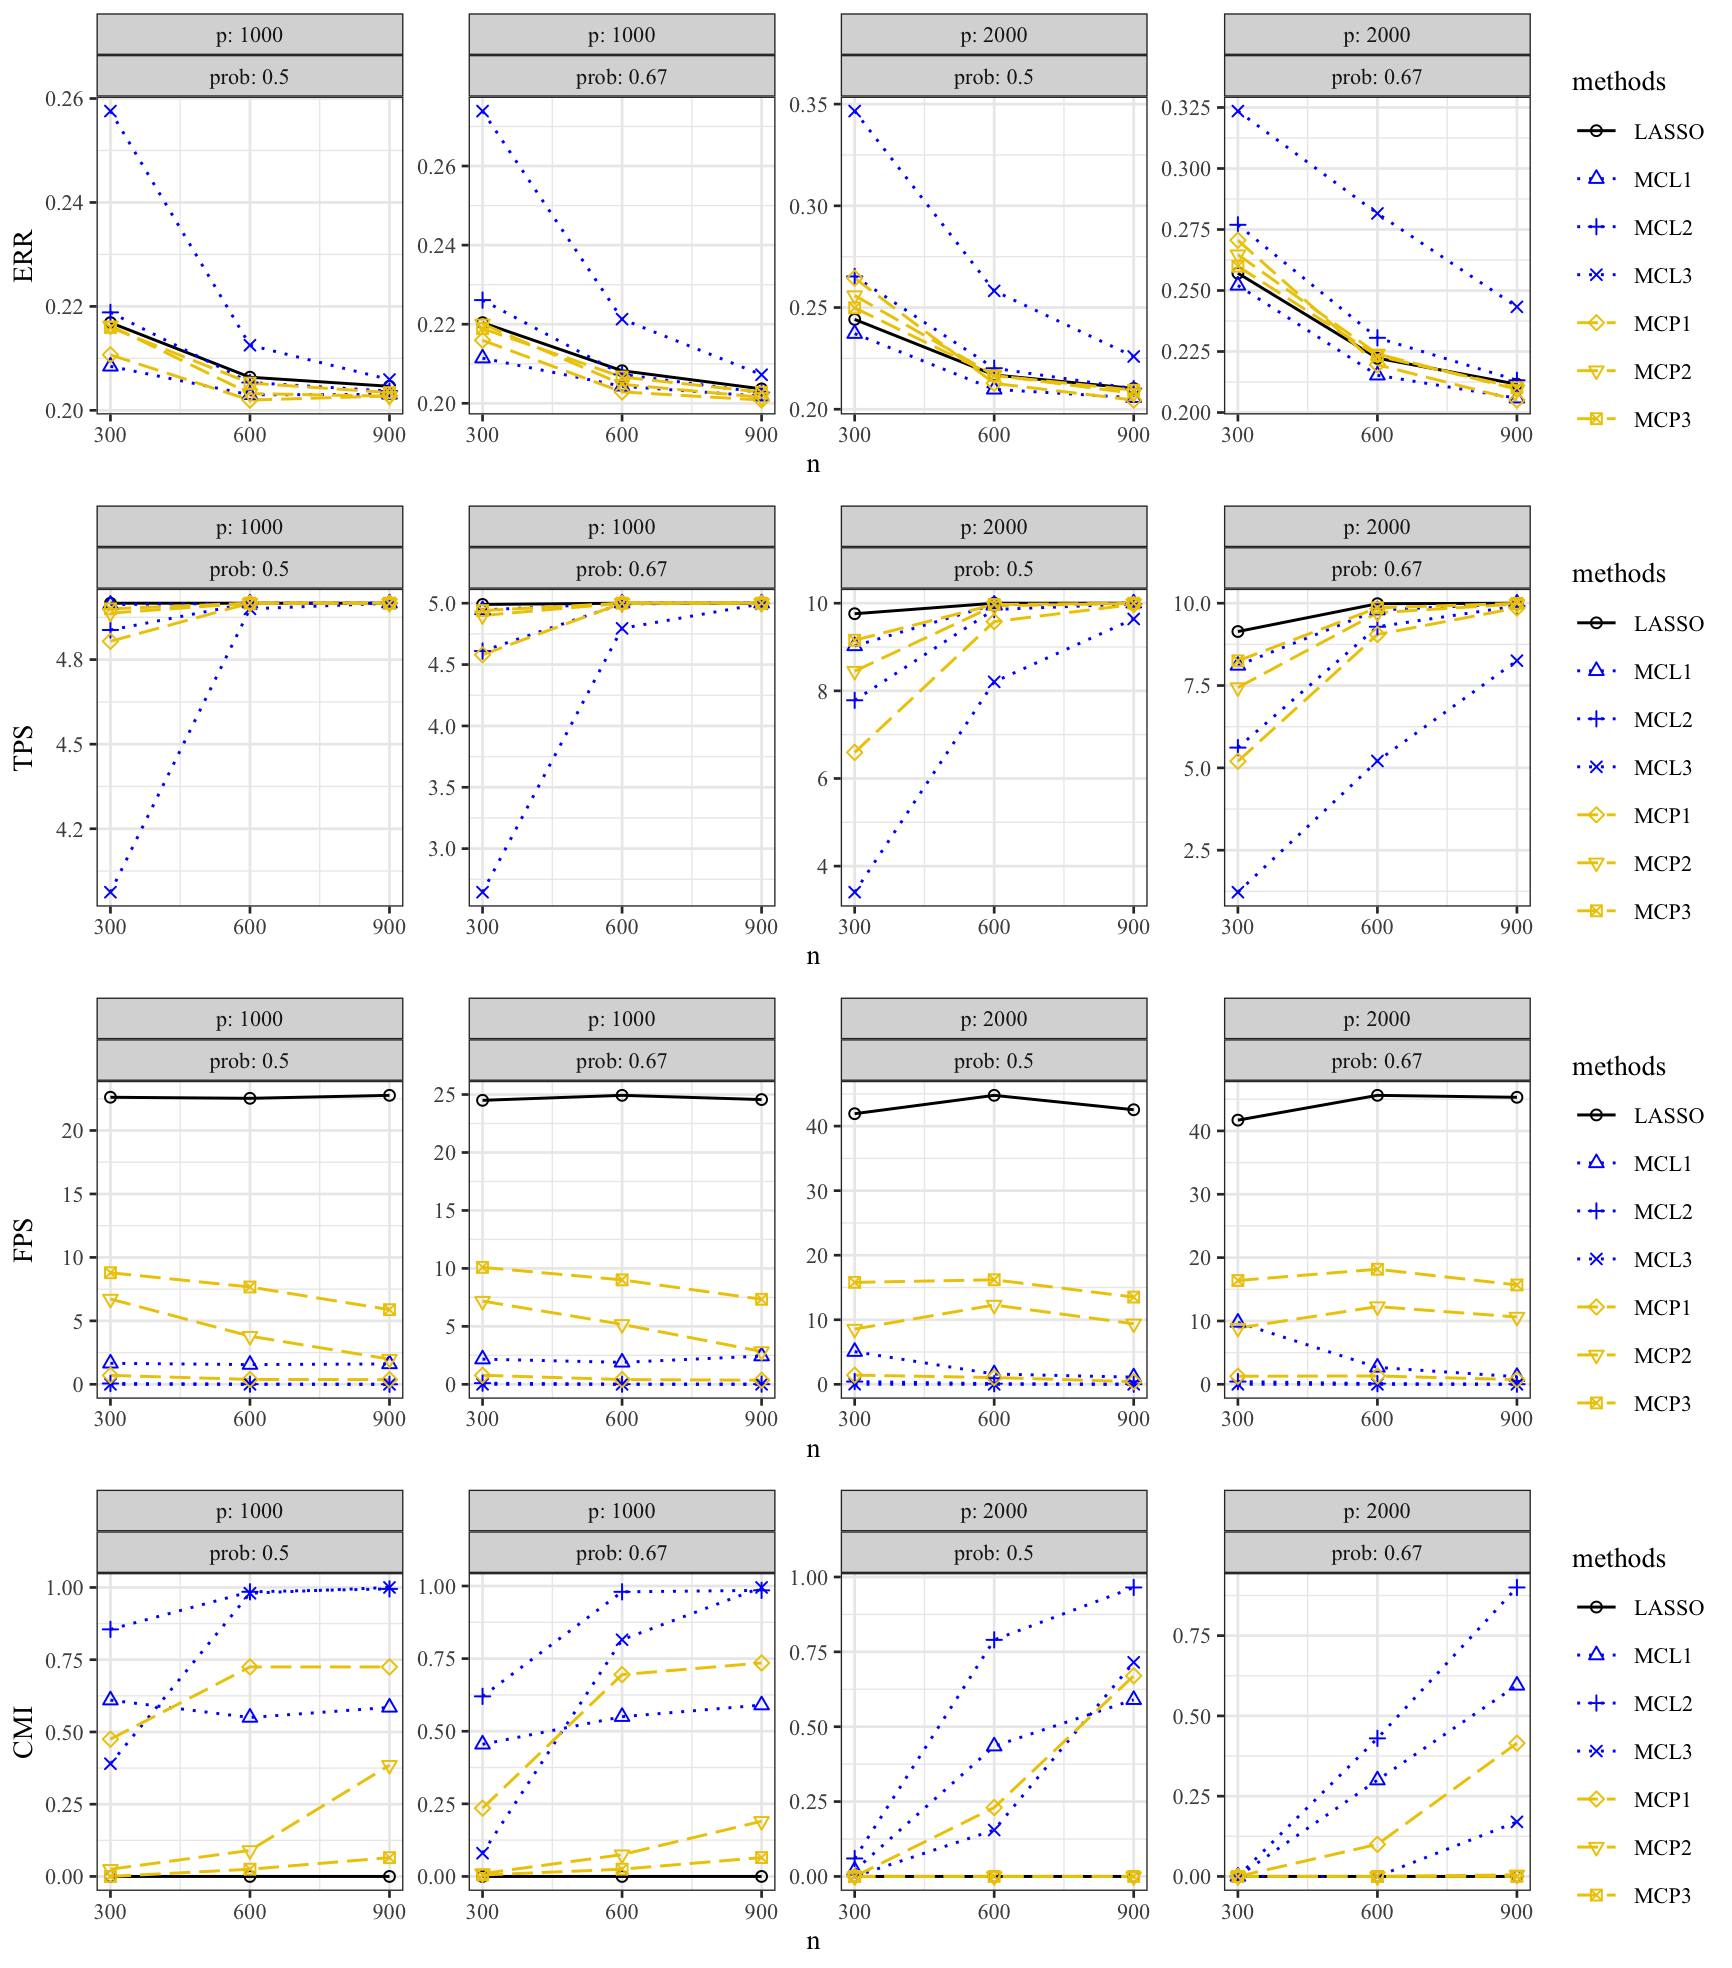 p: 1000 p: 1000 p: 2000 p: 2000
prob: 0.5 prob: 0.67 prob: 0.5 prob: 0.67
ERR
0.26 0.24 0.22 0.20
0.26 0.24 0.22 0.20
0.35 0.30 0.25 0.20
0.325 0.300 0.275 0.250 0.225 0.200
300 600 900 300 600 900 300 600 900 300 600 900
n
methods
LASSO
MCL1
MCL2
MCL3
MCP1
MCP2
MCP3
p: 1000 p: 1000 p: 2000 p: 2000
prob: 0.5 prob: 0.67 prob: 0.5 prob: 0.67
TPS
4.8 4.5 4.2
5.0 4.5 4.0 3.5 3.0
10 8 6 4
10.0 7.5 5.0 2.5
300 600 900 300 600 900 300 600 900 300 600 900
n
methods
LASSO
MCL1
MCL2
MCL3
MCP1
MCP2
MCP3
p: 1000 p: 1000 p: 2000 p: 2000
prob: 0.5 prob: 0.67 prob: 0.5 prob: 0.67
FPS
20 15 10 5 0
25 20 15 10 5 0
40 30 20 10 0
40 30 20 10 0
300 600 900 300 600 900 300 600 900 300 600 900
n
methods
LASSO
MCL1
MCL2
MCL3
MCP1
MCP2
MCP3
p: 1000 p: 1000 p: 2000 p: 2000
prob: 0.5 prob: 0.67 prob: 0.5 prob: 0.67
CMI
1.00 0.75 0.50 0.25 0.00
1.00 0.75 0.50 0.25 0.00
1.00 0.75 0.50 0.25 0.00
0.75 0.50 0.25 0.00
300 600 900 300 600 900 300 600 900 300 600 900
n
methods
LASSO
MCL1
MCL2
MCL3
MCP1
MCP2
MCP3